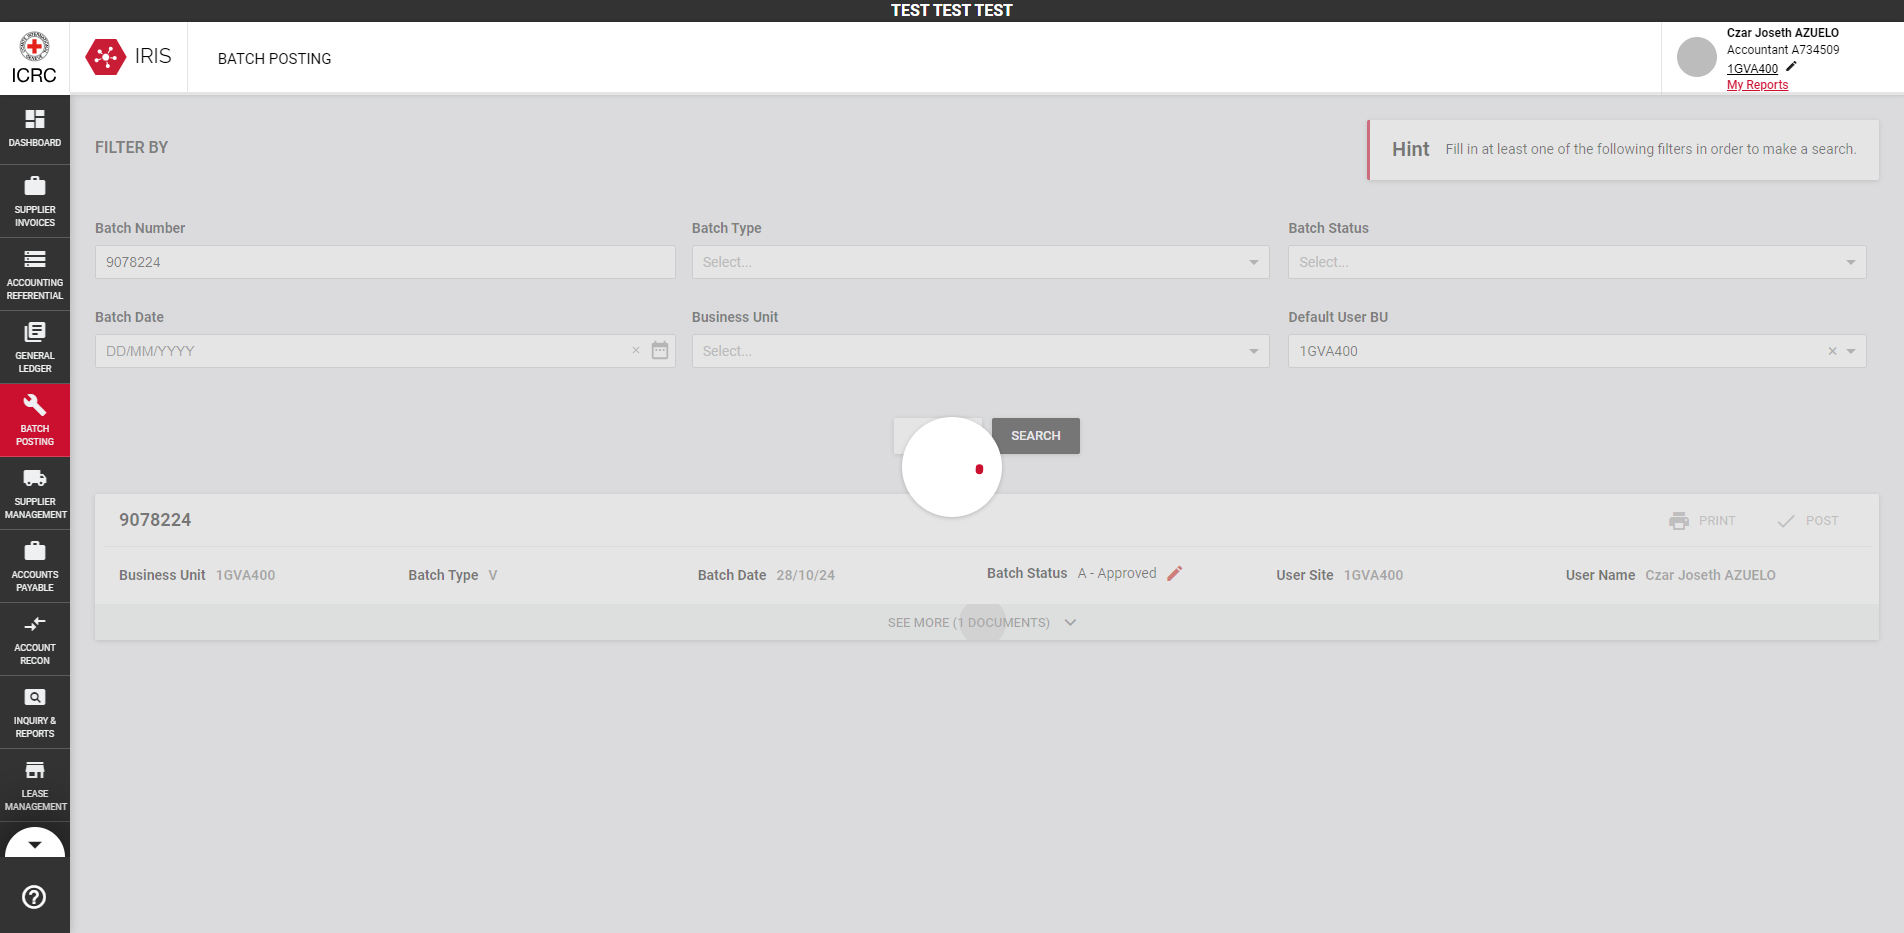 TEST TEST TEST
ICRC
IRIS
BATCH POSTING
Czar Joseth AZUELO
Accountant A734509
1GVA400
My Reports
DASHBOARD
SUPPLIER
INVOICES
ACCOUNTING
REFERENTIAL
GENERAL
LEDGER
BATCH
POSTING
SUPPLIER
MANAGEMENT
ACCOUNTS
PAYABLE
ACCOUNT
RECON
INQUIRY &
REPORTS
LEASE
MANAGEMENT
FILTER BY
Hint Fill in at least one of the following filters in order to make a search.
Batch Number Batch Type Batch Status
9078224 Select... Select...
Batch Date Business Unit Default User BU
DD/MM/YYYY Select... 1GVA400
SEARCH
9078224 PRINT POST
Business Unit 1GVA400 Batch Type V Batch Date 28/10/24 Batch Status A - Approved User Site 1GVA400 User Name Czar Joseth AZUELO
SEE MORE (1 DOCUMENTS)